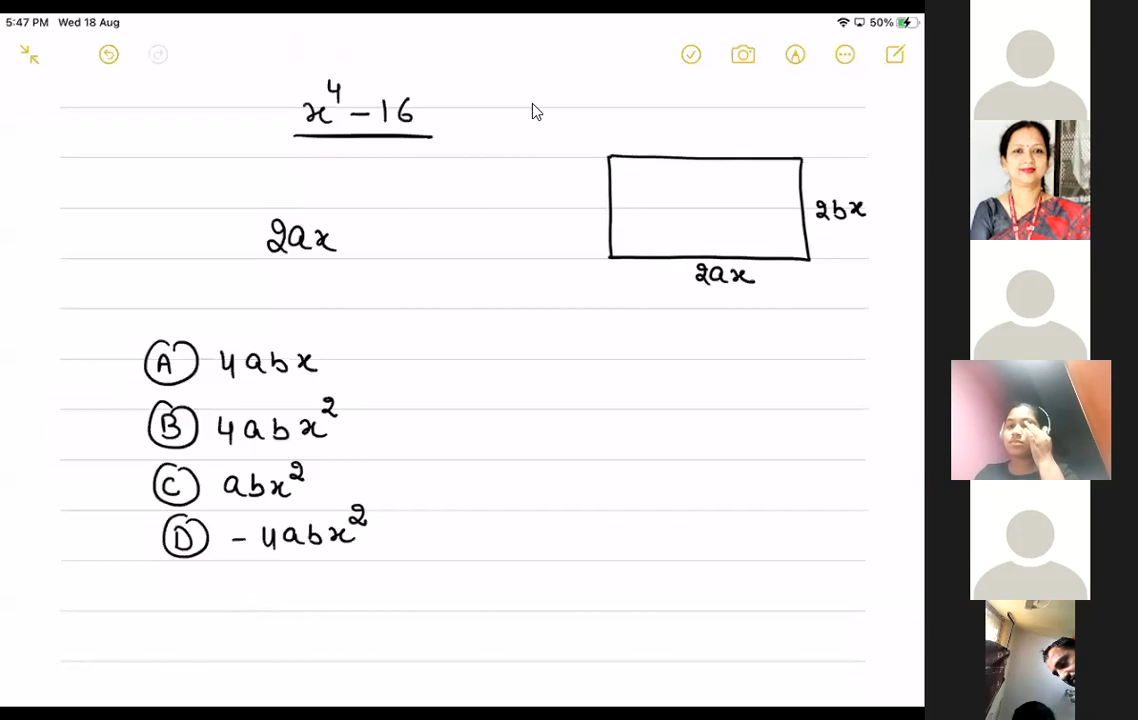 5:47 PM Wed 18 Aug 50%
x⁴ – 16
2bx
2ax
2ax
A 4abx
B 4abx²
C abx²
D – 4abx²